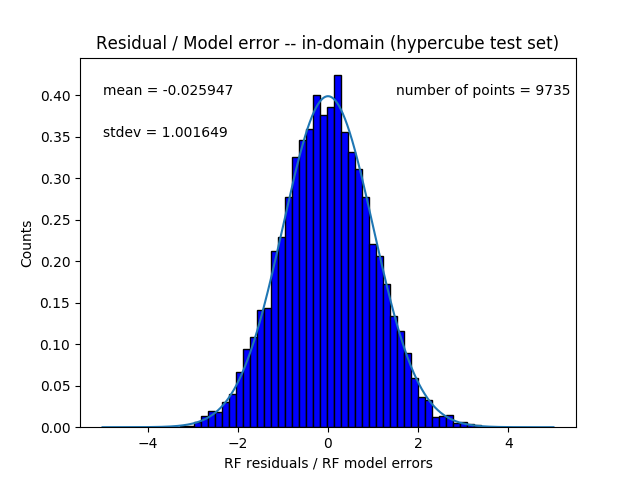 Residual / Model error -- in-domain (hypercube test set)
mean = -0.025947
number of points = 9735
stdev = 1.001649
0.40
0.35
0.30
0.25
0.20
0.15
0.10
0.05
0.00
Counts
−4
−2
0
2
4
RF residuals / RF model errors